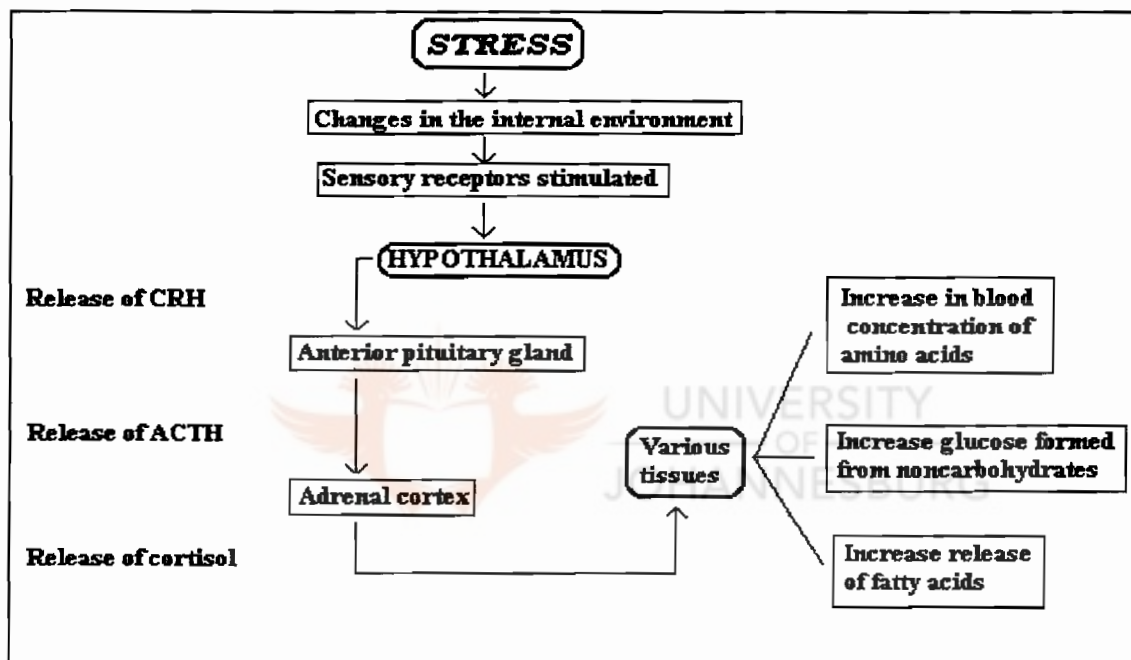 STRESS
Changes in the internal environment
Sensory receptors stimulated
HYPOTHALAMUS
Release of CRH
Anterior pituitary gland
Release of ACTH
Adrenal cortex
Release of cortisol
Various
tissues
Increase in blood
concentration of
amino acids
Increase glucose formed
from noncarbohydrates
Increase release
of fatty acids
UNIVERSITY
OF
JOHANNESBURG